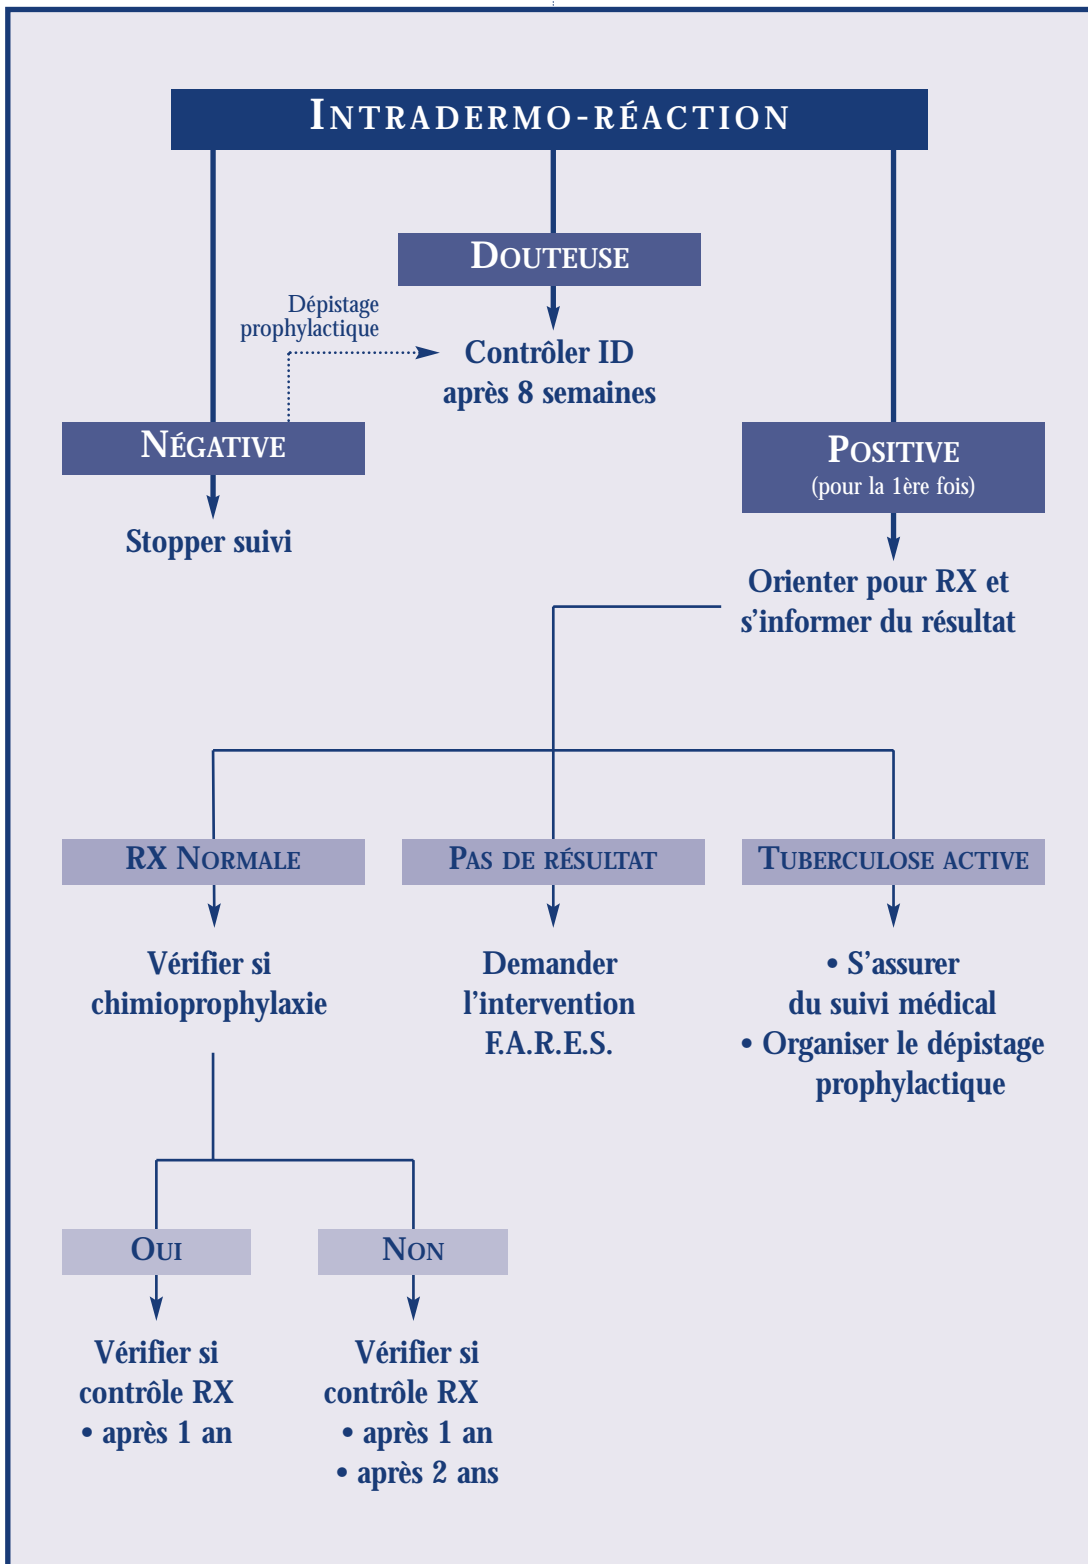 INTRADERMO-RÉACTION
DOUTEUSE
Dépistage
prophylactique
Contrôler ID
après 8 semaines
NÉGATIVE
Stopper suivi
POSITIVE
(pour la 1ère fois)
Orienter pour RX et
s'informer du résultat
RX NORMALE
PAS DE RÉSULTAT
TUBERCULOSE ACTIVE
Vérifier si
chimioprophylaxie
Demander
l'intervention
F.A.R.E.S.
• S'assurer
du suivi médical
• Organiser le dépistage
prophylactique
OUI
NON
Vérifier si
contrôle RX
• après 1 an
Vérifier si
contrôle RX
• après 1 an
• après 2 ans